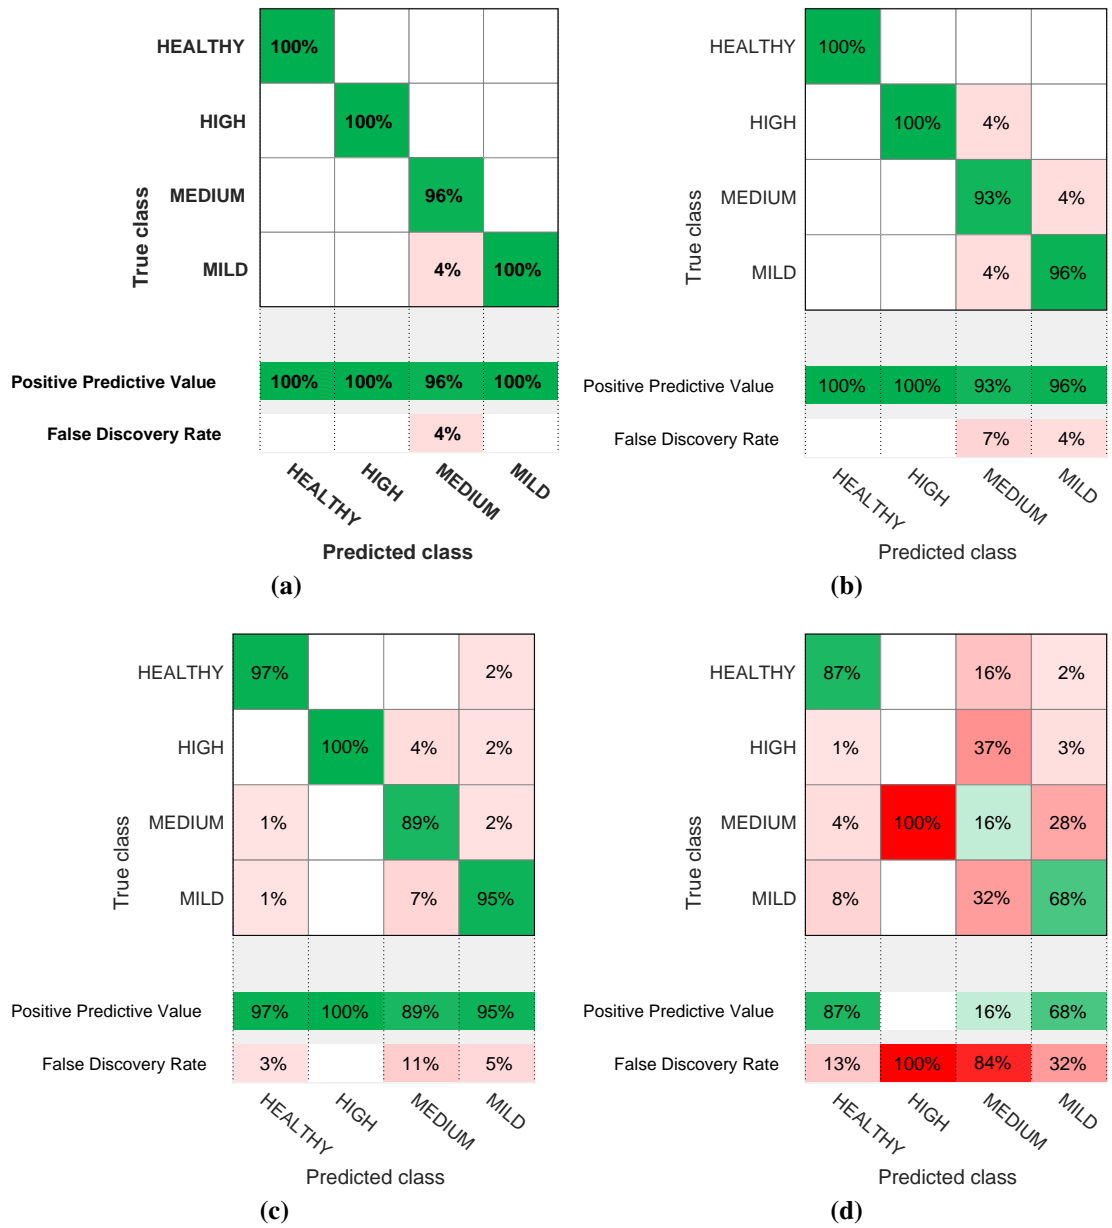 HEALTHY 100%
HIGH 100%
MEDIUM 96%
MILD 4% 100%
True class
Positive Predictive Value 100% 100% 96% 100%
False Discovery Rate 4%
HEALTHY HIGH MEDIUM MILD
Predicted class
(a)
HEALTHY 100%
HIGH 100% 4%
MEDIUM 93% 4%
MILD 4% 96%
True class
Positive Predictive Value 100% 100% 93% 96%
False Discovery Rate 7% 4%
HEALTHY HIGH MEDIUM MILD
Predicted class
(b)
HEALTHY 97% 2%
HIGH 100% 4% 2%
MEDIUM 1% 89% 2%
MILD 1% 7% 95%
True class
Positive Predictive Value 97% 100% 89% 95%
False Discovery Rate 3% 11% 5%
HEALTHY HIGH MEDIUM MILD
Predicted class
(c)
HEALTHY 87% 16% 2%
HIGH 1% 37% 3%
MEDIUM 4% 100% 16% 28%
MILD 8% 32% 68%
True class
Positive Predictive Value 87% 16% 68%
False Discovery Rate 13% 100% 84% 32%
HEALTHY HIGH MEDIUM MILD
Predicted class
(d)